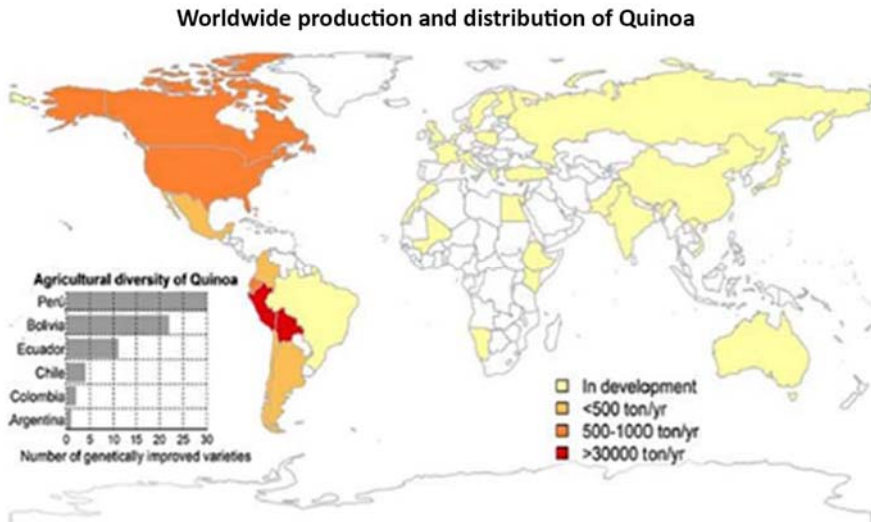 Worldwide production and distribution of Quinoa
Agricultural diversity of Quinoa
Perú
Bolivia
Ecuador
Chile
Colombia
Argentina
0 5 10 15 20 25 30
Number of genetically improved varieties
In development
<500 ton/yr
500-1000 ton/yr
>30000 ton/yr